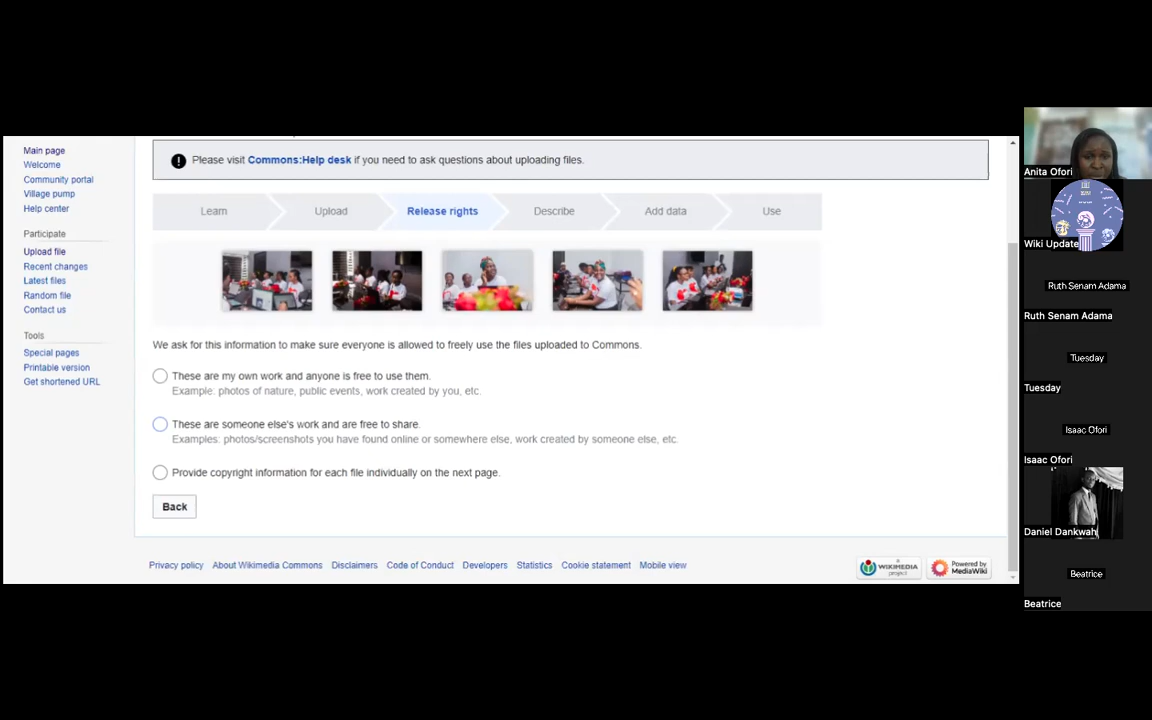 Main page
Welcome
Community portal
Village pump
Help center
Participate
Upload file
Recent changes
Latest files
Random file
Contact us
Tools
Special pages
Printable version
Get shortened URL
Please visit Commons:Help desk if you need to ask questions about uploading files.
Learn
Upload
Release rights
Describe
Add data
Use
We ask for this information to make sure everyone is allowed to freely use the files uploaded to Commons.
These are my own work and anyone is free to use them.
Example: photos of nature, public events, work created by you, etc.
These are someone else's work and are free to share.
Examples: photos/screenshots you have found online or somewhere else, work created by someone else, etc.
Provide copyright information for each file individually on the next page.
Back
Privacy policy
About Wikimedia Commons
Disclaimers
Code of Conduct
Developers
Statistics
Cookie statement
Mobile view
A
WIKIMEDIA
project
Powered by
MediaWiki
Anita Ofori
Wiki Update
Ruth Senam Adama
Ruth Senam Adama
Tuesday
Tuesday
Isaac Ofori
Isaac Ofori
Daniel Dankwah
Beatrice
Beatrice